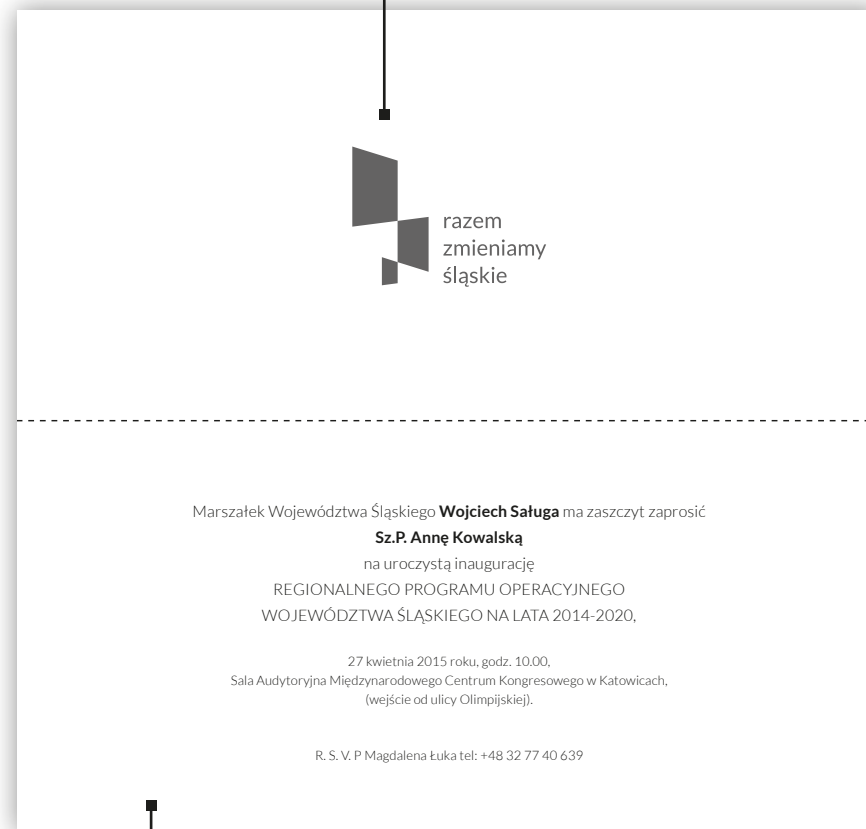 razem
zmieniamy
śląskie
Marszałek Województwa Śląskiego Wojciech Saługa ma zaszczyt zaprosić
Sz.P. Annę Kowalską
na uroczystą inaugurację
REGIONALNEGO PROGRAMU OPERACYJNEGO
WOJEWÓDZTWA ŚLĄSKIEGO NA LATA 2014-2020,
27 kwietnia 2015 roku, godz. 10.00,
Sala Audytoryjna Międzynarodowego Centrum Kongresowego w Katowicach,
(wejście od ulicy Olimpijskiej).
R. S. V. P Magdalena Łuka tel: +48 32 77 40 639